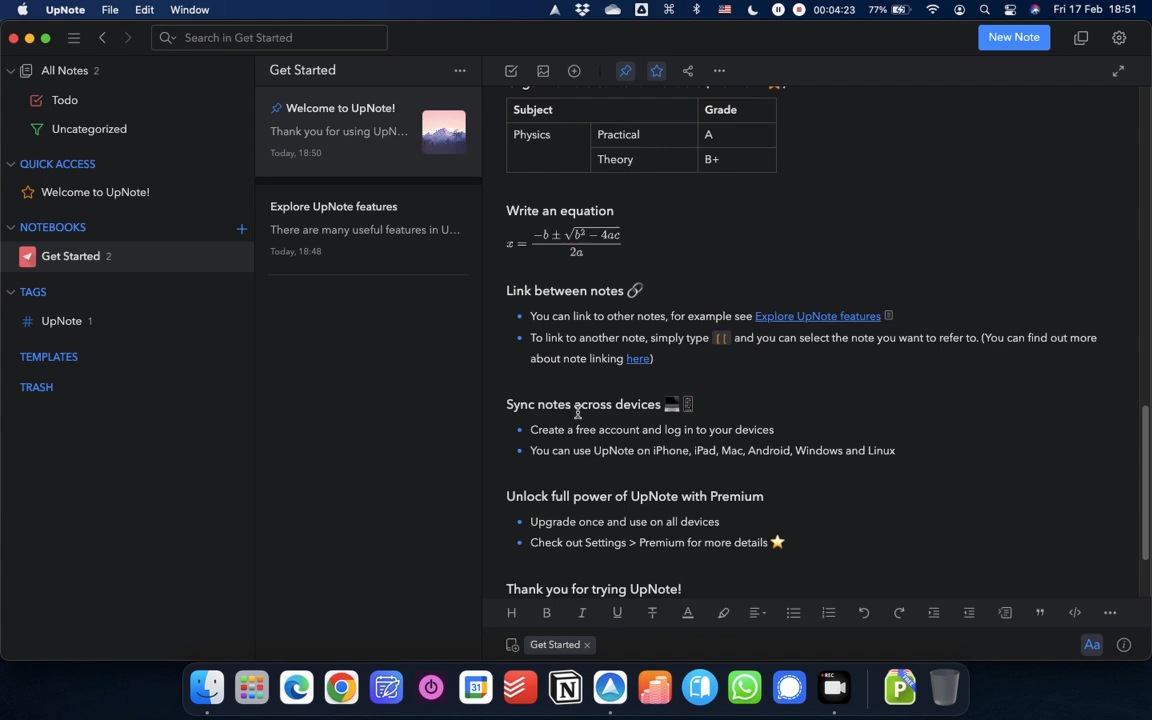 UpNote File Edit Window 00:04:23 77% Fri 17 Feb 18:51
Search in Get Started
New Note
All Notes 2
Todo
Uncategorized
QUICK ACCESS
Welcome to UpNote!
NOTEBOOKS
Get Started 2
TAGS
# UpNote 1
TEMPLATES
TRASH
Get Started
Welcome to UpNote!
Thank you for using UpN...
Today, 18:50
Explore UpNote features
There are many useful features in U...
Today, 18:48
Subject Grade
Physics Practical A
Theory B+
Write an equation
x = \frac{-b ± \sqrt{b² − 4ac}}{2a}
Link between notes 🔗
• You can link to other notes, for example see Explore UpNote features
• To link to another note, simply type [[ and you can select the note you want to refer to. (You can find out more
about note linking here)
Sync notes across devices
• Create a free account and log in to your devices
• You can use UpNote on iPhone, iPad, Mac, Android, Windows and Linux
Unlock full power of UpNote with Premium
• Upgrade once and use on all devices
• Check out Settings > Premium for more details ⭐
Thank you for trying UpNote!
H B I U T A
Get Started ×
Aa
31
REC
P